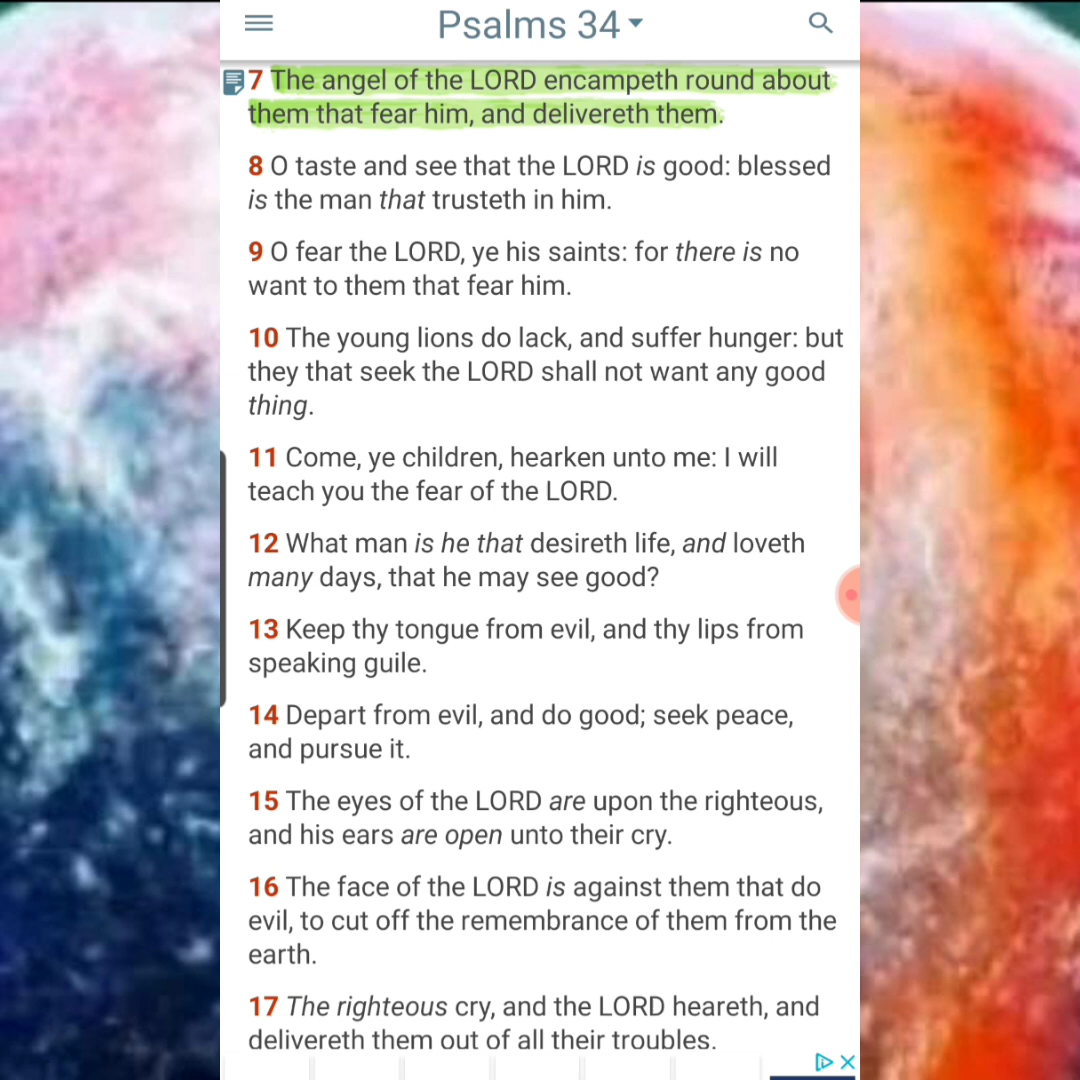 Psalms 34
7 The angel of the LORD encampeth round about
them that fear him, and delivereth them.
8 O taste and see that the LORD is good: blessed
is the man that trusteth in him.
9 O fear the LORD, ye his saints: for there is no
want to them that fear him.
10 The young lions do lack, and suffer hunger: but
they that seek the LORD shall not want any good
thing.
11 Come, ye children, hearken unto me: I will
teach you the fear of the LORD.
12 What man is he that desireth life, and loveth
many days, that he may see good?
13 Keep thy tongue from evil, and thy lips from
speaking guile.
14 Depart from evil, and do good; seek peace,
and pursue it.
15 The eyes of the LORD are upon the righteous,
and his ears are open unto their cry.
16 The face of the LORD is against them that do
evil, to cut off the remembrance of them from the
earth.
17 The righteous cry, and the LORD heareth, and
delivereth them out of all their troubles.